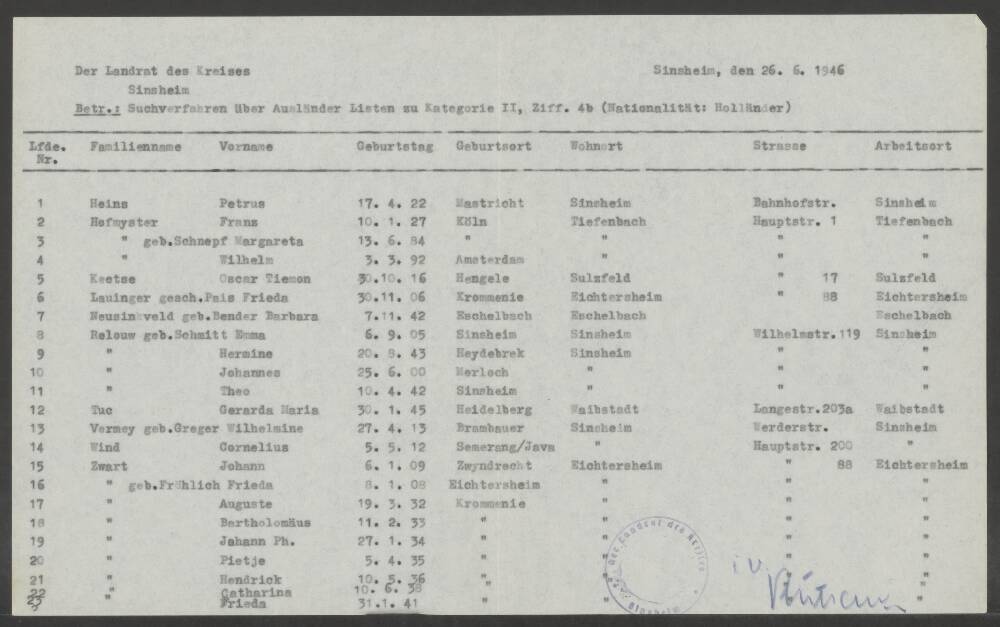 Der Landrat des Kreises Sinsheim, den 26. 6. 1946
Sinsheim
Betr.: Suchverfahren über Ausländer Listen zu Kategorie II, Ziff. 4b (Nationalität: Holländer)
Lfde. Familienname Vorname Geburtstag Geburtsort Wohnort Strasse Arbeitsort
Nr.
1 Heins Petrus 17. 4. 22 Mastricht Sinsheim Bahnhofstr. Sinsheim
2 Hofmyster Frans 10. 1. 27 Köln Tiefenbach Hauptstr. 1 Tiefenbach
3 " geb.Schnepf Margareta 13. 6. 84 " " " "
4 " Wilhelm 3. 3. 92 Amsterdam " " "
5 Keetse Oscar Tiemon 30.10. 16 Hengele Sulzfeld " 17 Sulzfeld
6 Lauinger gesch.Pais Frieda 30.11. 06 Krommenie Eichtersheim " 88 Eichtersheim
7 Neusinkveld geb.Bender Barbara 7.11. 42 Eschelbach Eschelbach Eschelbach
8 Relouw geb.Schmitt Emma 6. 9. 05 Sinsheim Sinsheim Wilhelmstr.119 Sinsheim
9 " Hermine 20. 8. 43 Heydebrek Sinsheim " "
10 " Johannes 25. 6. 00 Merloch " " "
11 " Theo 10. 4. 42 Sinsheim " " "
12 Tuc Gerarda Maria 30. 1. 45 Heidelberg Waibstadt Langestr.203a Waibstadt
13 Vermey geb.Greger Wilhelmine 27. 4. 13 Brambauer Sinsheim Werderstr. Sinsheim
14 Wind Cornelius 5. 5. 12 Semerang/Java " Hauptstr. 200 "
15 Zwart Johann 6. 1. 09 Zwyndrecht Eichtersheim " 88 Eichtersheim
16 " geb.Fröhlich Frieda 8. 1. 08 Eichtersheim " " "
17 " Auguste 19. 3. 32 Krommenie " " "
18 " Bartholomäus 11. 2. 33 " " " "
19 " Jahann Ph. 27. 1. 34 " " " "
20 " Pietje 5. 4. 35 " " " "
21 " Hendrick 10. 5. 36 " " " "
22 " Catharina 10. 6. 38 " " "
23 Frieda 31.1. 41 " " "
i.V.